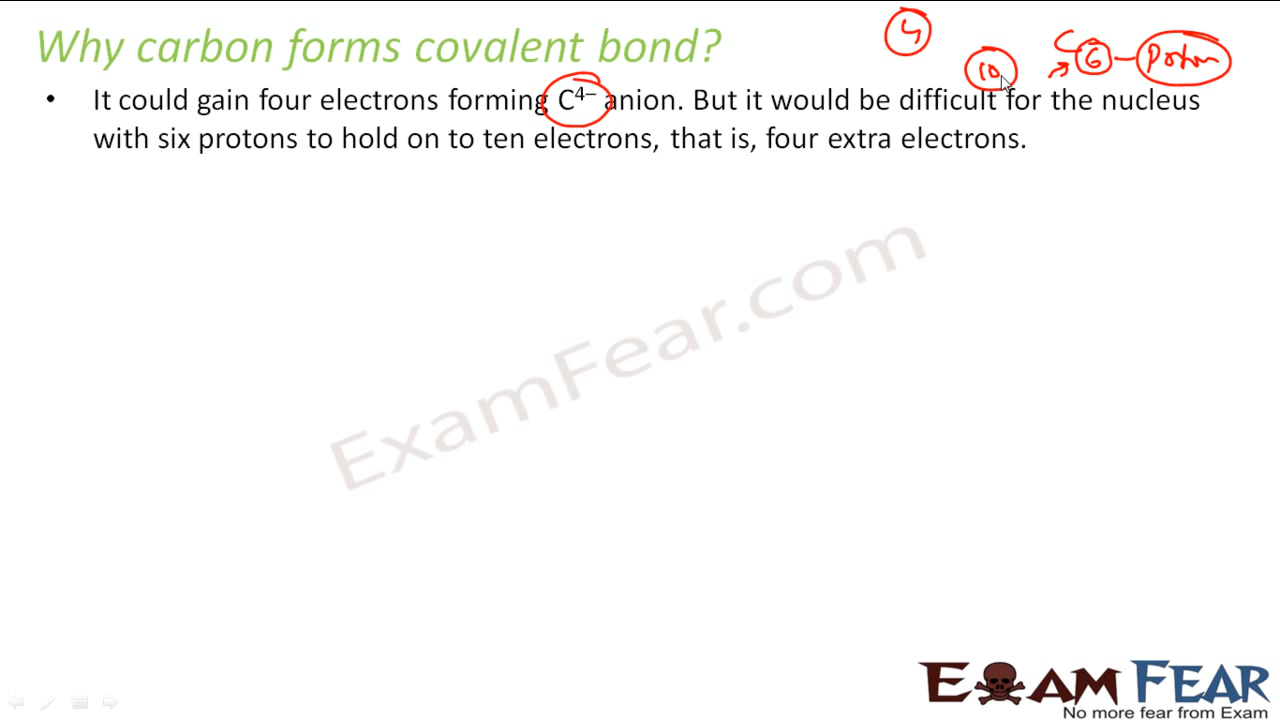 Why carbon forms covalent bond?
4
10
C 6 - Proton
• It could gain four electrons forming C⁴⁻ anion. But it would be difficult for the nucleus
with six protons to hold on to ten electrons, that is, four extra electrons.
ExamFear.com
EXAM FEAR
No more fear from Exam